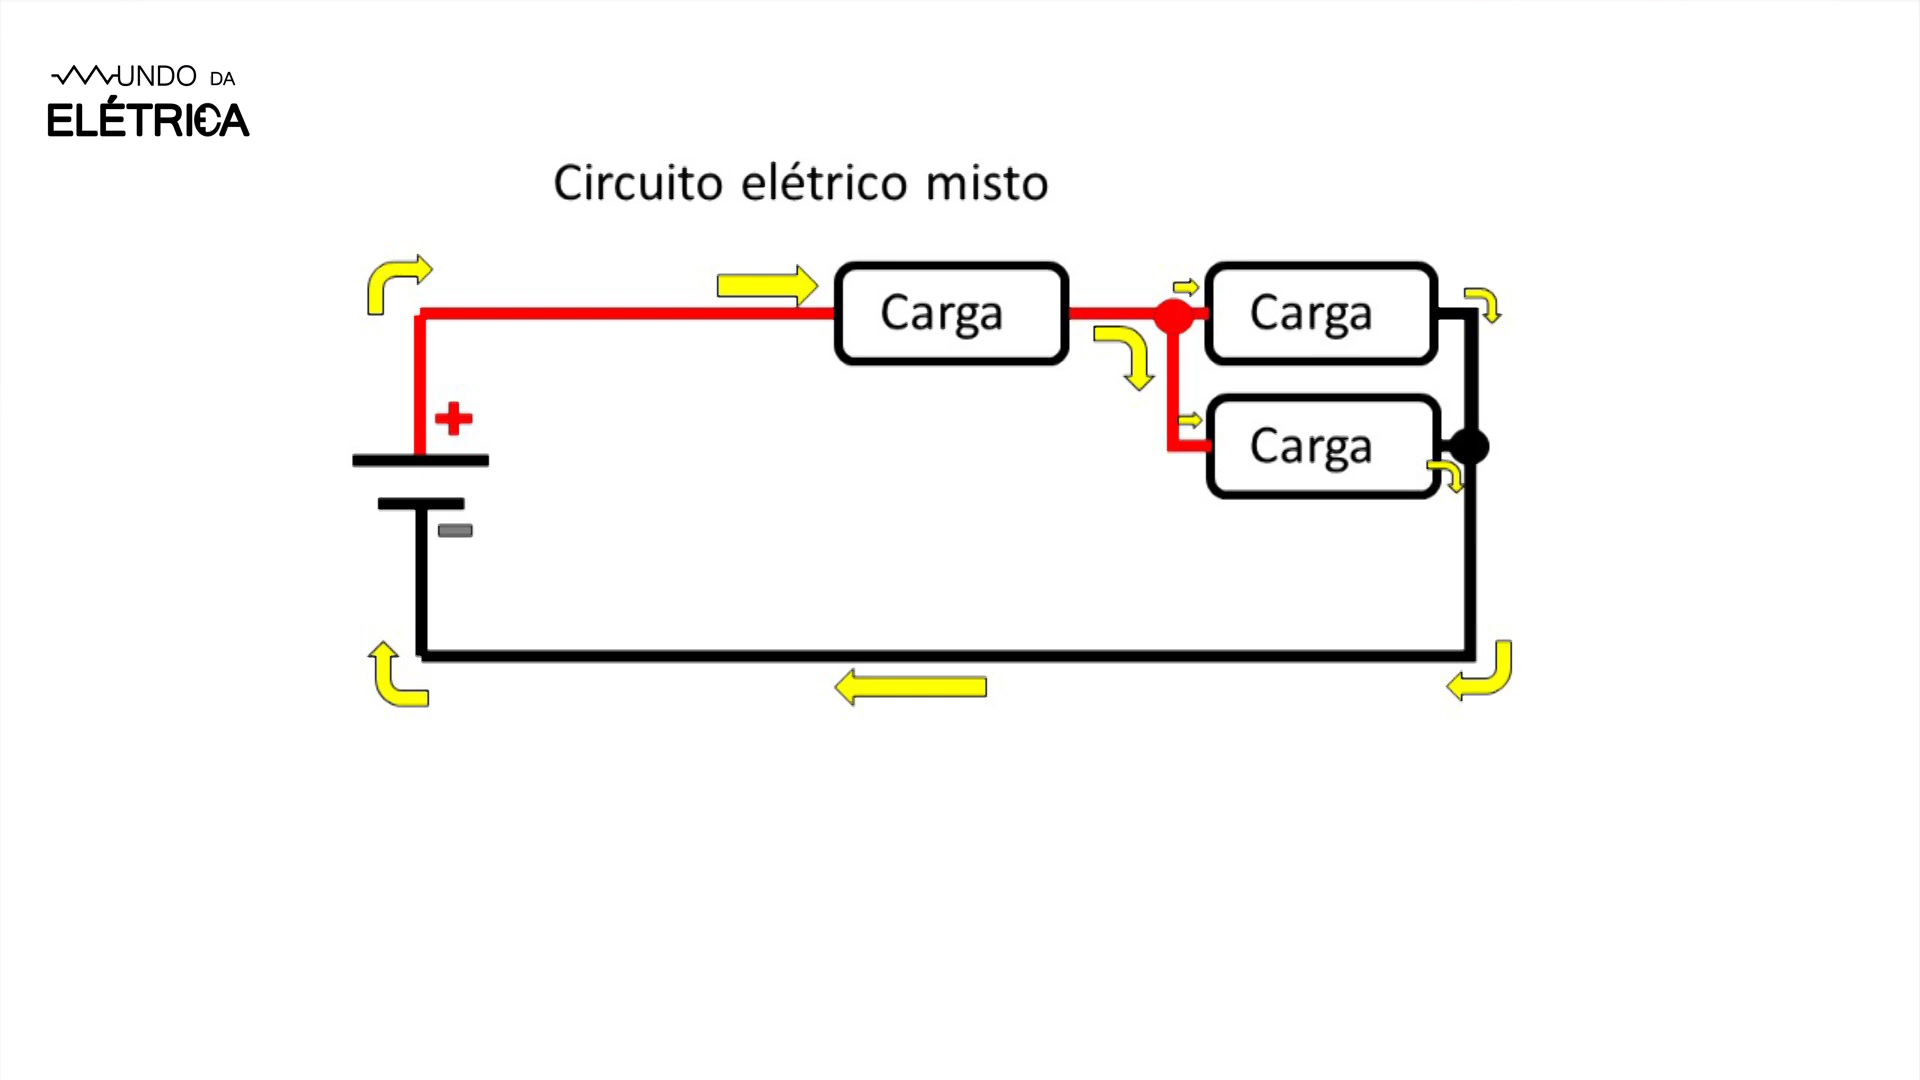 MUNDO DA
ELÉTRICA
Circuito elétrico misto
Carga
Carga
Carga